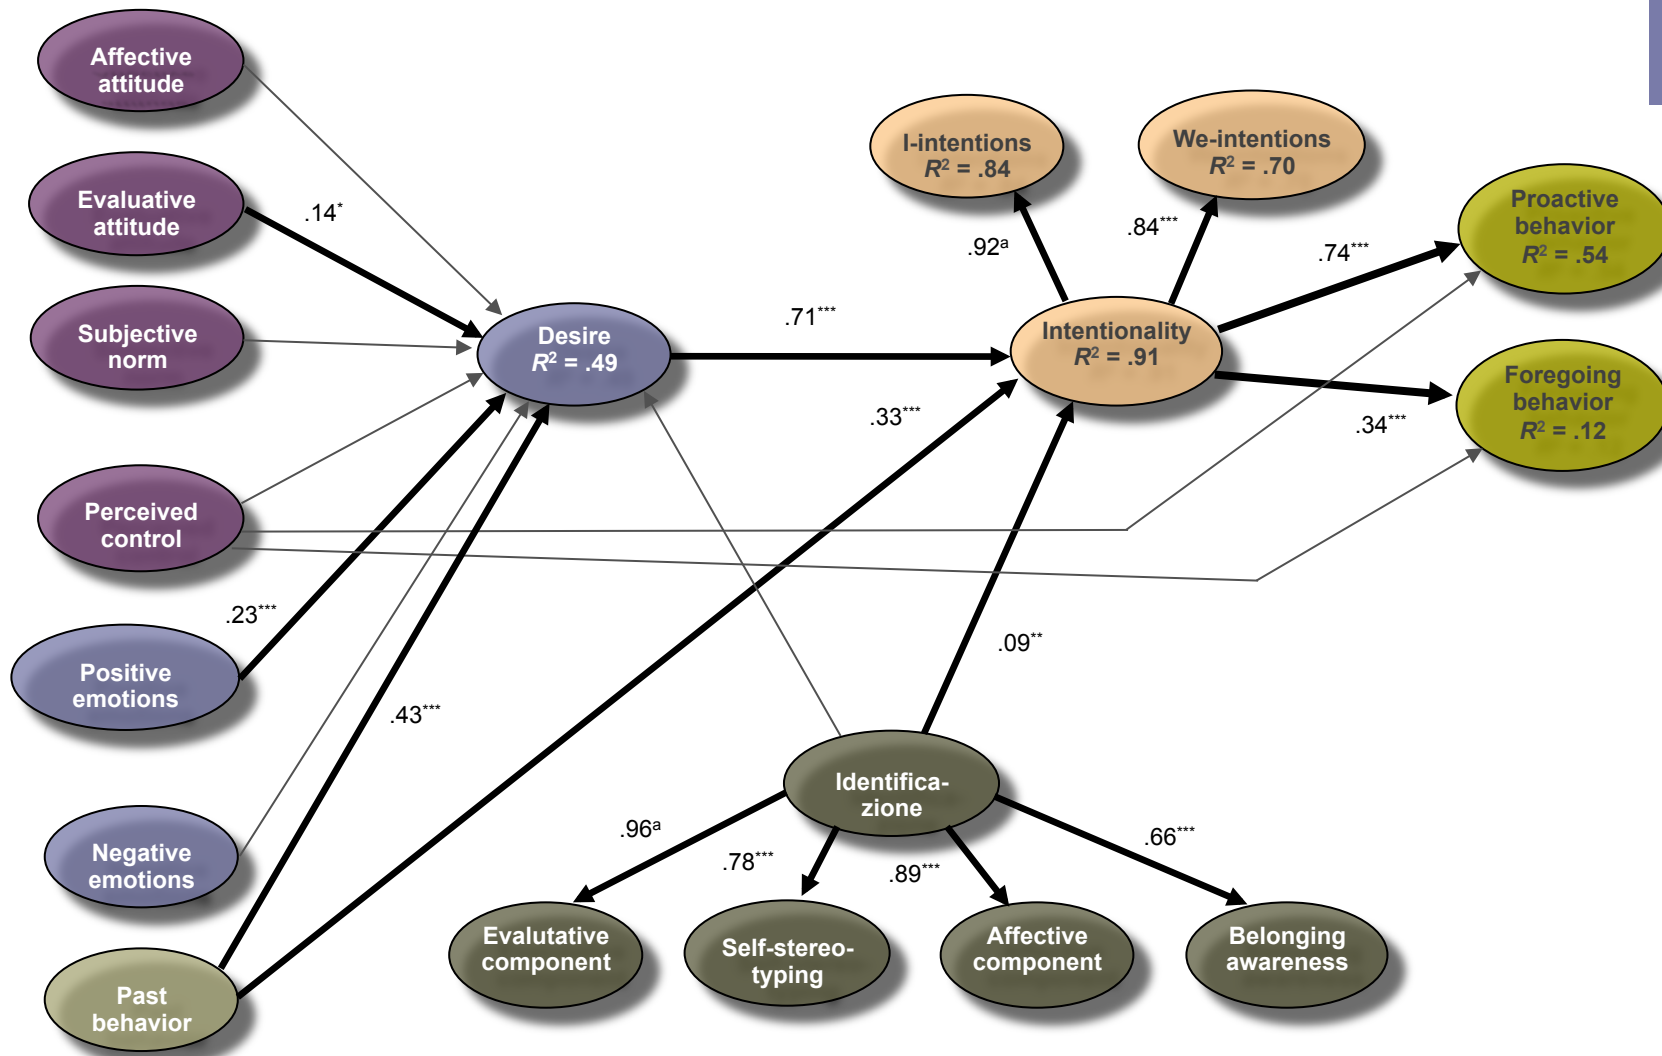 Affective
attitude
Evaluative
attitude
Subjective
norm
Perceived
control
Positive
emotions
Negative
emotions
Past
behavior
.14*
.23***
.43***
Desire
R² = .49
.71***
.33***
.09**
I-intentions
R² = .84
We-intentions
R² = .70
.92ª
.84***
Intentionality
R² = .91
.74***
.34***
Proactive
behavior
R² = .54
Foregoing
behavior
R² = .12
Identifica-
zione
.96ª
.78***
.89***
.66***
Evalutative
component
Self-stereo-
typing
Affective
component
Belonging
awareness